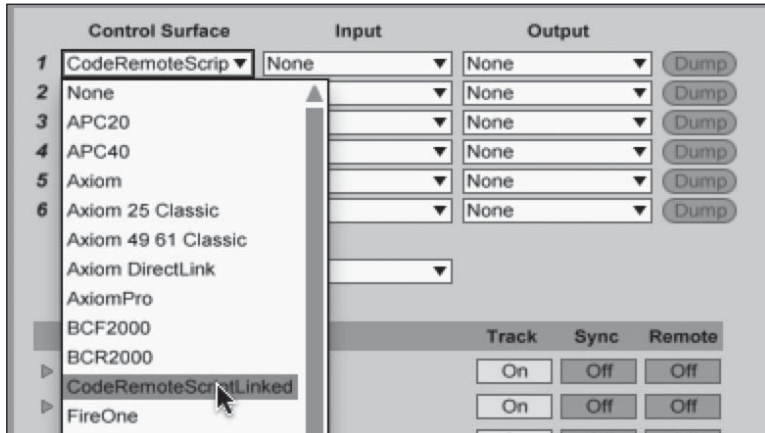 Control Surface Input Output
1 CodeRemoteScrip None None Dump
2 None None Dump
3 APC20 None Dump
4 APC40 None Dump
5 Axiom None Dump
6 Axiom 25 Classic None Dump
Axiom 49 61 Classic
Axiom DirectLink
AxiomPro
BCF2000
Track Sync Remote
BCR2000
On Off Off
CodeRemoteScriptLinked
On Off Off
FireOne